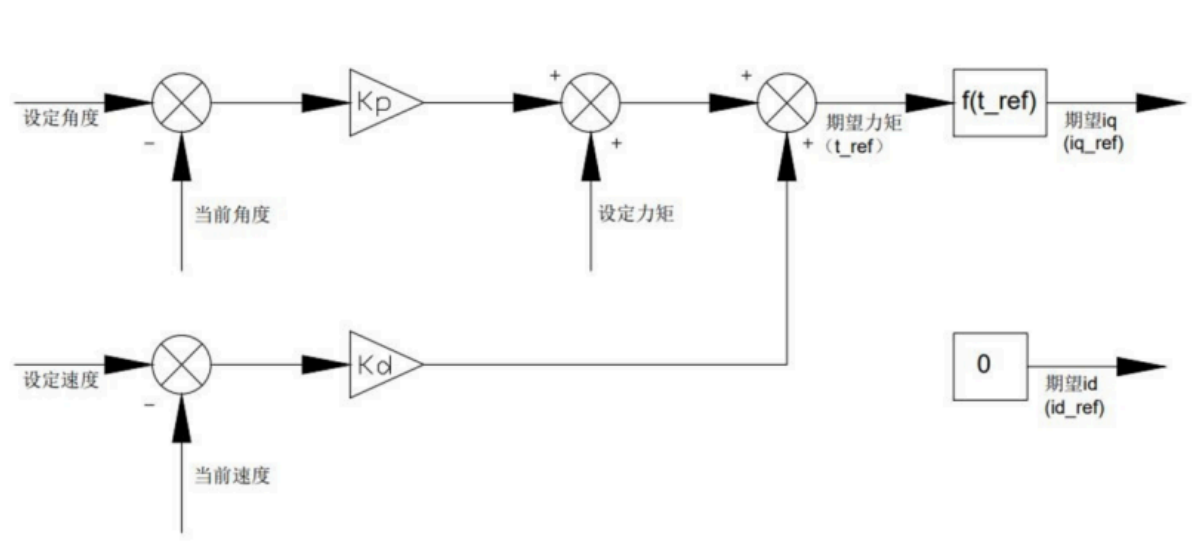 +
+
设定角度
Kp
f(t_ref)
期望力矩
(t_ref）
期望iq
(iq_ref)
−
+
+
当前角度
设定力矩
设定速度
Kd
0
期望id
(id_ref)
−
当前速度